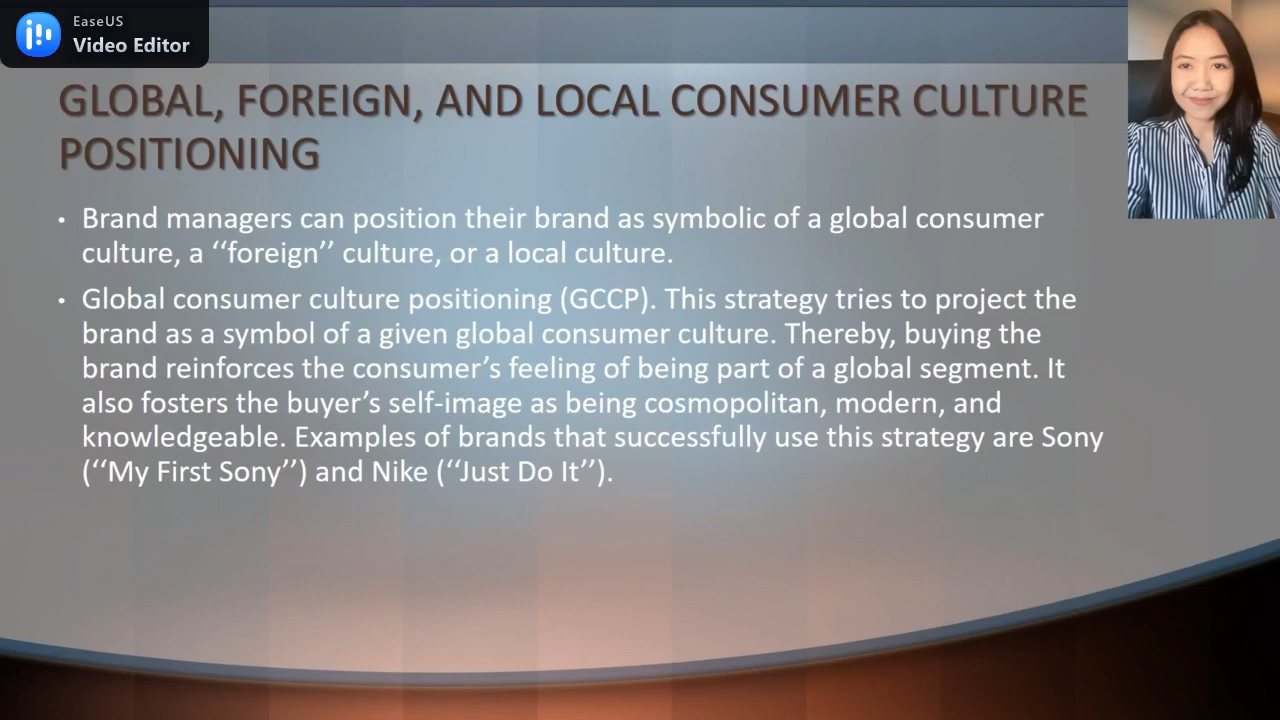 EaseUS
Video Editor
GLOBAL, FOREIGN, AND LOCAL CONSUMER CULTURE
POSITIONING
• Brand managers can position their brand as symbolic of a global consumer
culture, a ‘‘foreign’’ culture, or a local culture.
• Global consumer culture positioning (GCCP). This strategy tries to project the
brand as a symbol of a given global consumer culture. Thereby, buying the
brand reinforces the consumer’s feeling of being part of a global segment. It
also fosters the buyer’s self-image as being cosmopolitan, modern, and
knowledgeable. Examples of brands that successfully use this strategy are Sony
(‘‘My First Sony’’) and Nike (‘‘Just Do It’’).